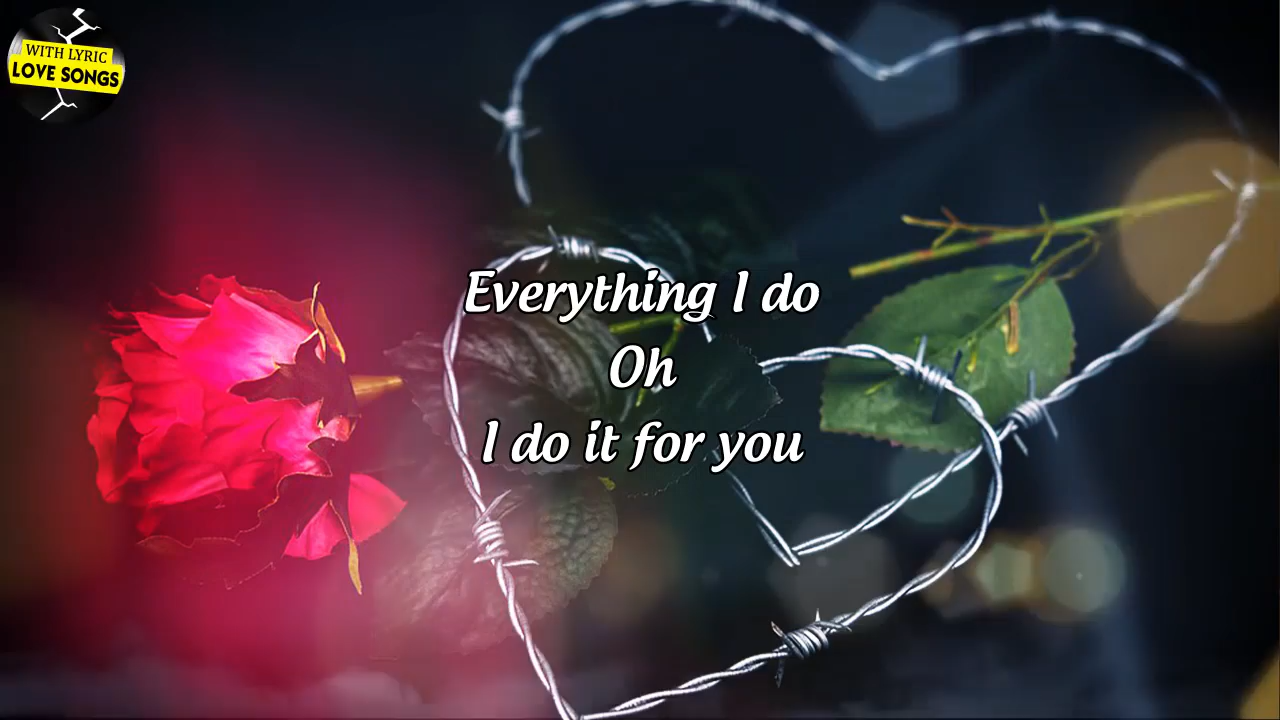 WITH LYRIC
LOVE SONGS
Everything I do
Oh
I do it for you